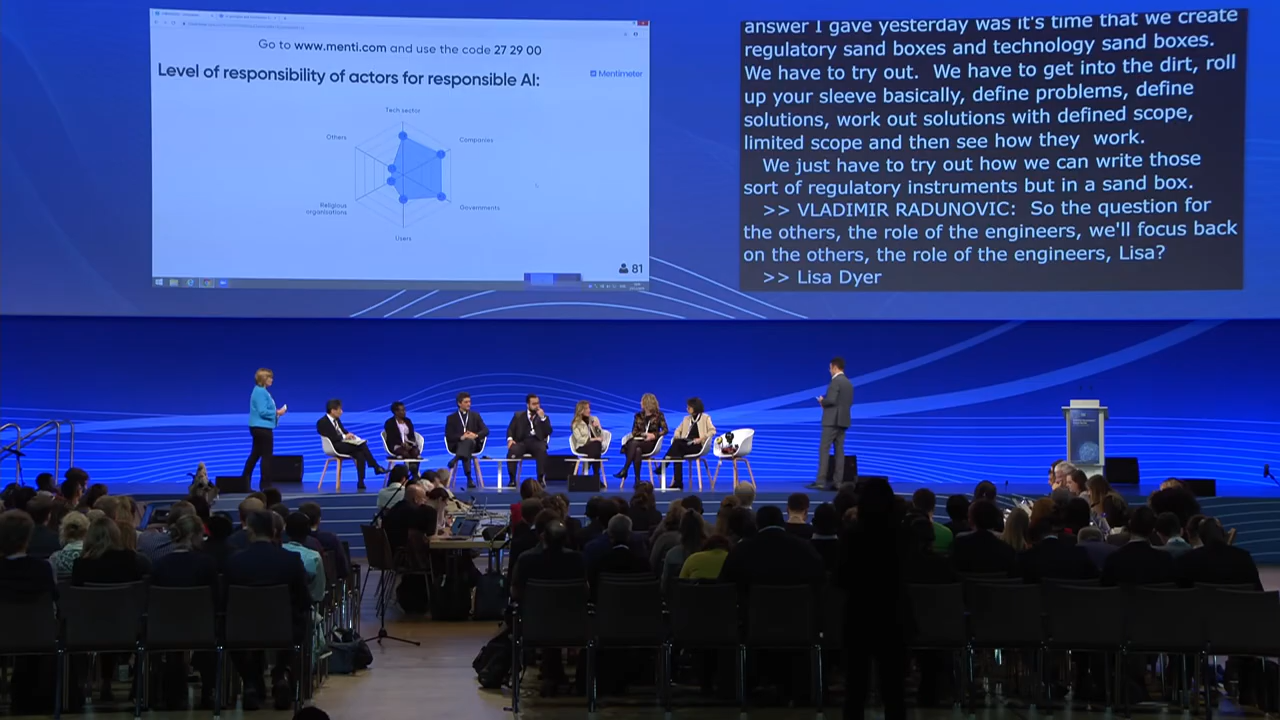 Go to www.menti.com and use the code 27 29 00
Level of responsibility of actors for responsible AI:
Mentimeter
Tech sector
Others
Companies
Religious
organisations
Governments
Users
81
answer I gave yesterday was it's time that we create
regulatory sand boxes and technology sand boxes.
We have to try out. We have to get into the dirt, roll
up your sleeve basically, define problems, define
solutions, work out solutions with defined scope,
limited scope and then see how they work.
We just have to try out how we can write those
sort of regulatory instruments but in a sand box.
>> VLADIMIR RADUNOVIC: So the question for
the others, the role of the engineers, we'll focus back
on the others, the role of the engineers, Lisa?
>> Lisa Dyer